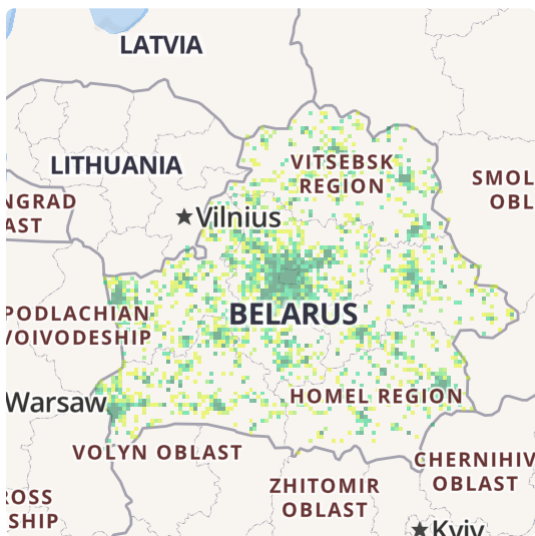 LATVIA
LITHUANIA
VITSEBSK
REGION
SMOL
OBL
NGRAD
AST
★Vilnius
PODLACHIAN
VOIVODESHIP
BELARUS
Warsaw
HOMEL REGION
VOLYN OBLAST
CHERNIHIV
OBLAST
ZHITOMIR
OBLAST
ROSS
SHIP
★Kyiv